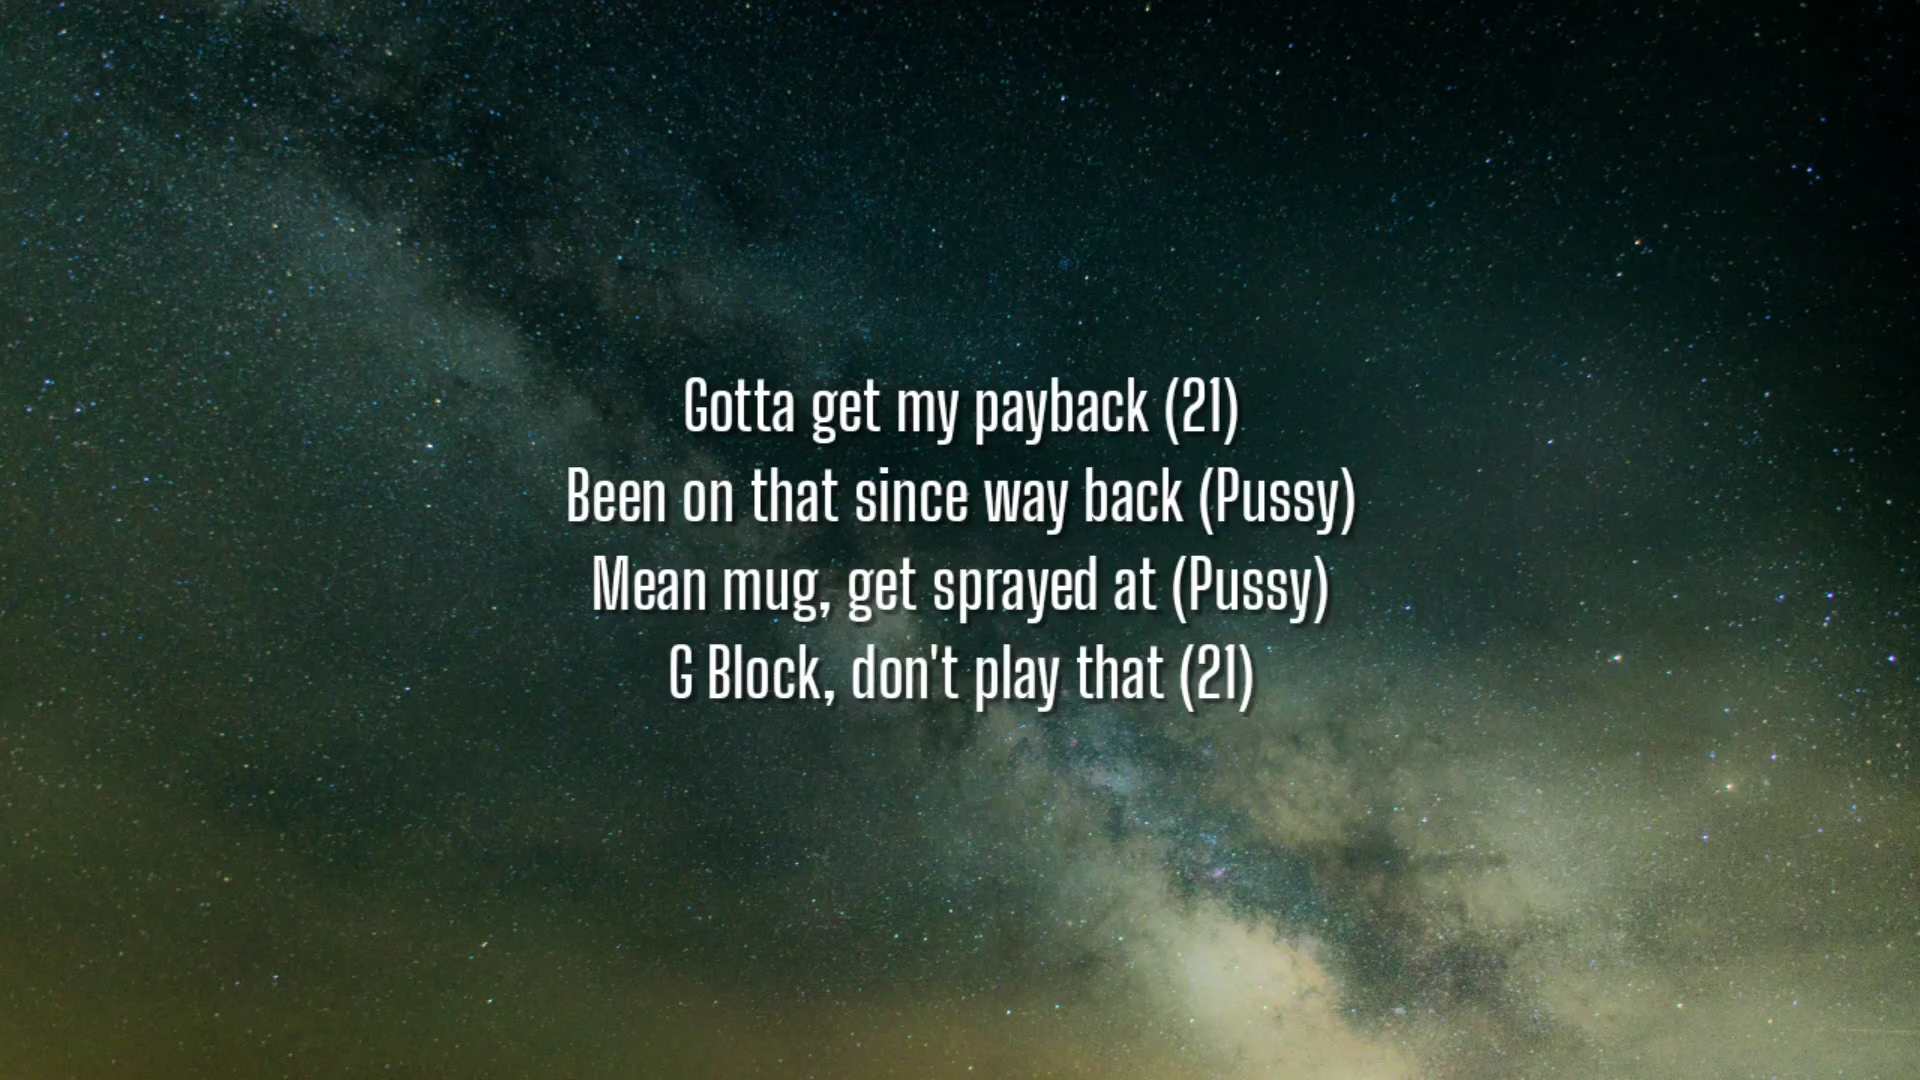 Gotta get my payback (21)
Been on that since way back (Pussy)
Mean mug, get sprayed at (Pussy)
G Block, don't play that (21)